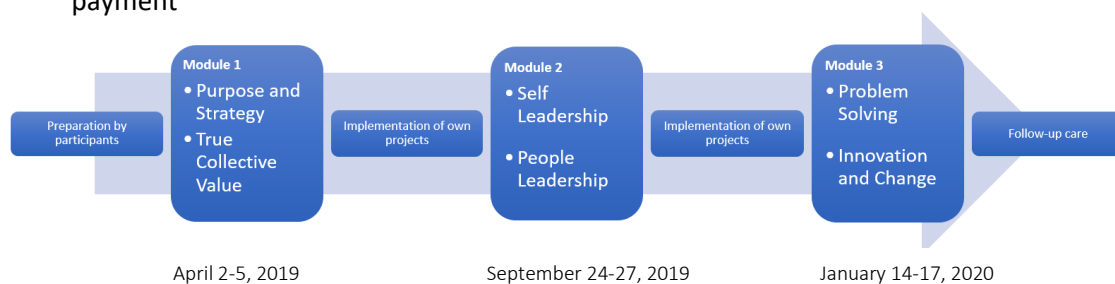 payment
Preparation by
participants
Module 1
• Purpose and
Strategy
• True
Collective
Value
Implementation of own
projects
Module 2
• Self
Leadership
• People
Leadership
Implementation of own
projects
Module 3
• Problem
Solving
• Innovation
and Change
Follow-up care
April 2-5, 2019
September 24-27, 2019
January 14-17, 2020